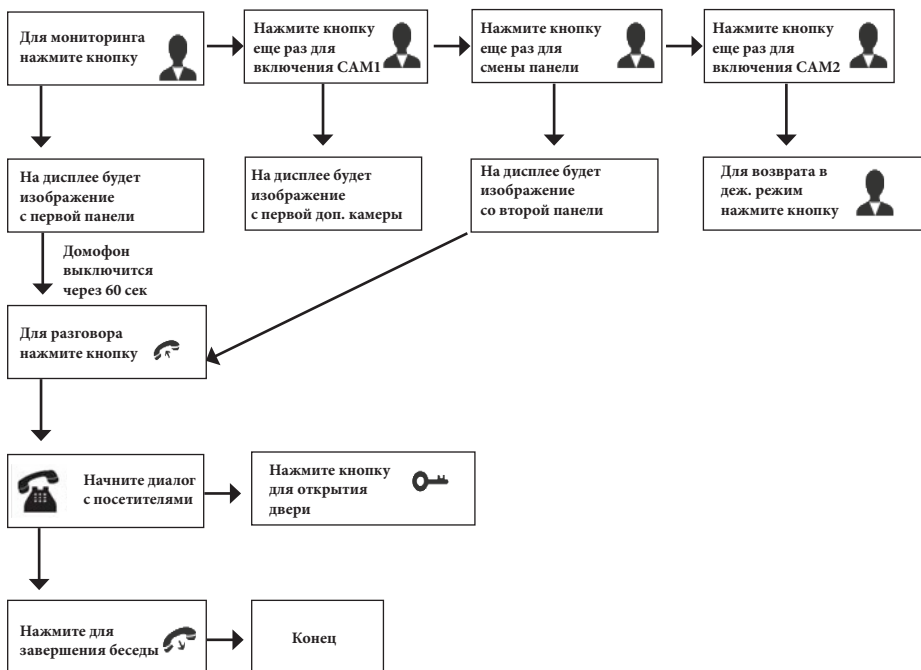 Для мониторинга
нажмите кнопку
Нажмите кнопку
еще раз для
включения CAM1
Нажмите кнопку
еще раз для
смены панели
Нажмите кнопку
еще раз для
включения CAM2
На дисплее будет
изображение
с первой панели
На дисплее будет
изображение
с первой доп. камеры
На дисплее будет
изображение
со второй панели
Для возврата в
деж. режим
нажмите кнопку
Домофон
выключится
через 60 сек
Для разговора
нажмите кнопку
Начните диалог
с посетителями
Нажмите кнопку
для открытия
двери
Нажмите для
завершения беседы
Конец